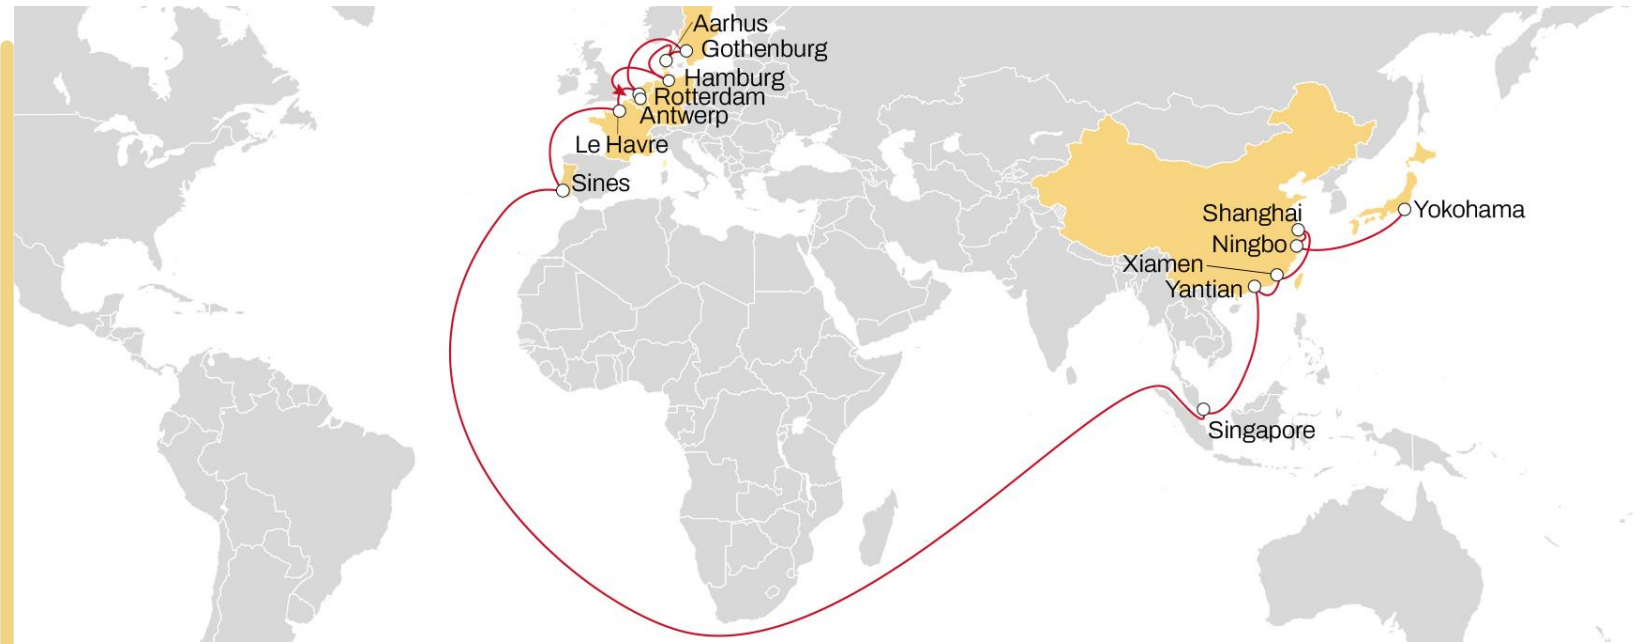 Aarhus
Gothenburg
Hamburg
Rotterdam
Antwerp
Le Havre
Sines
Shanghai
Yokohama
Ningbo
Xiamen
Yantian
Singapore